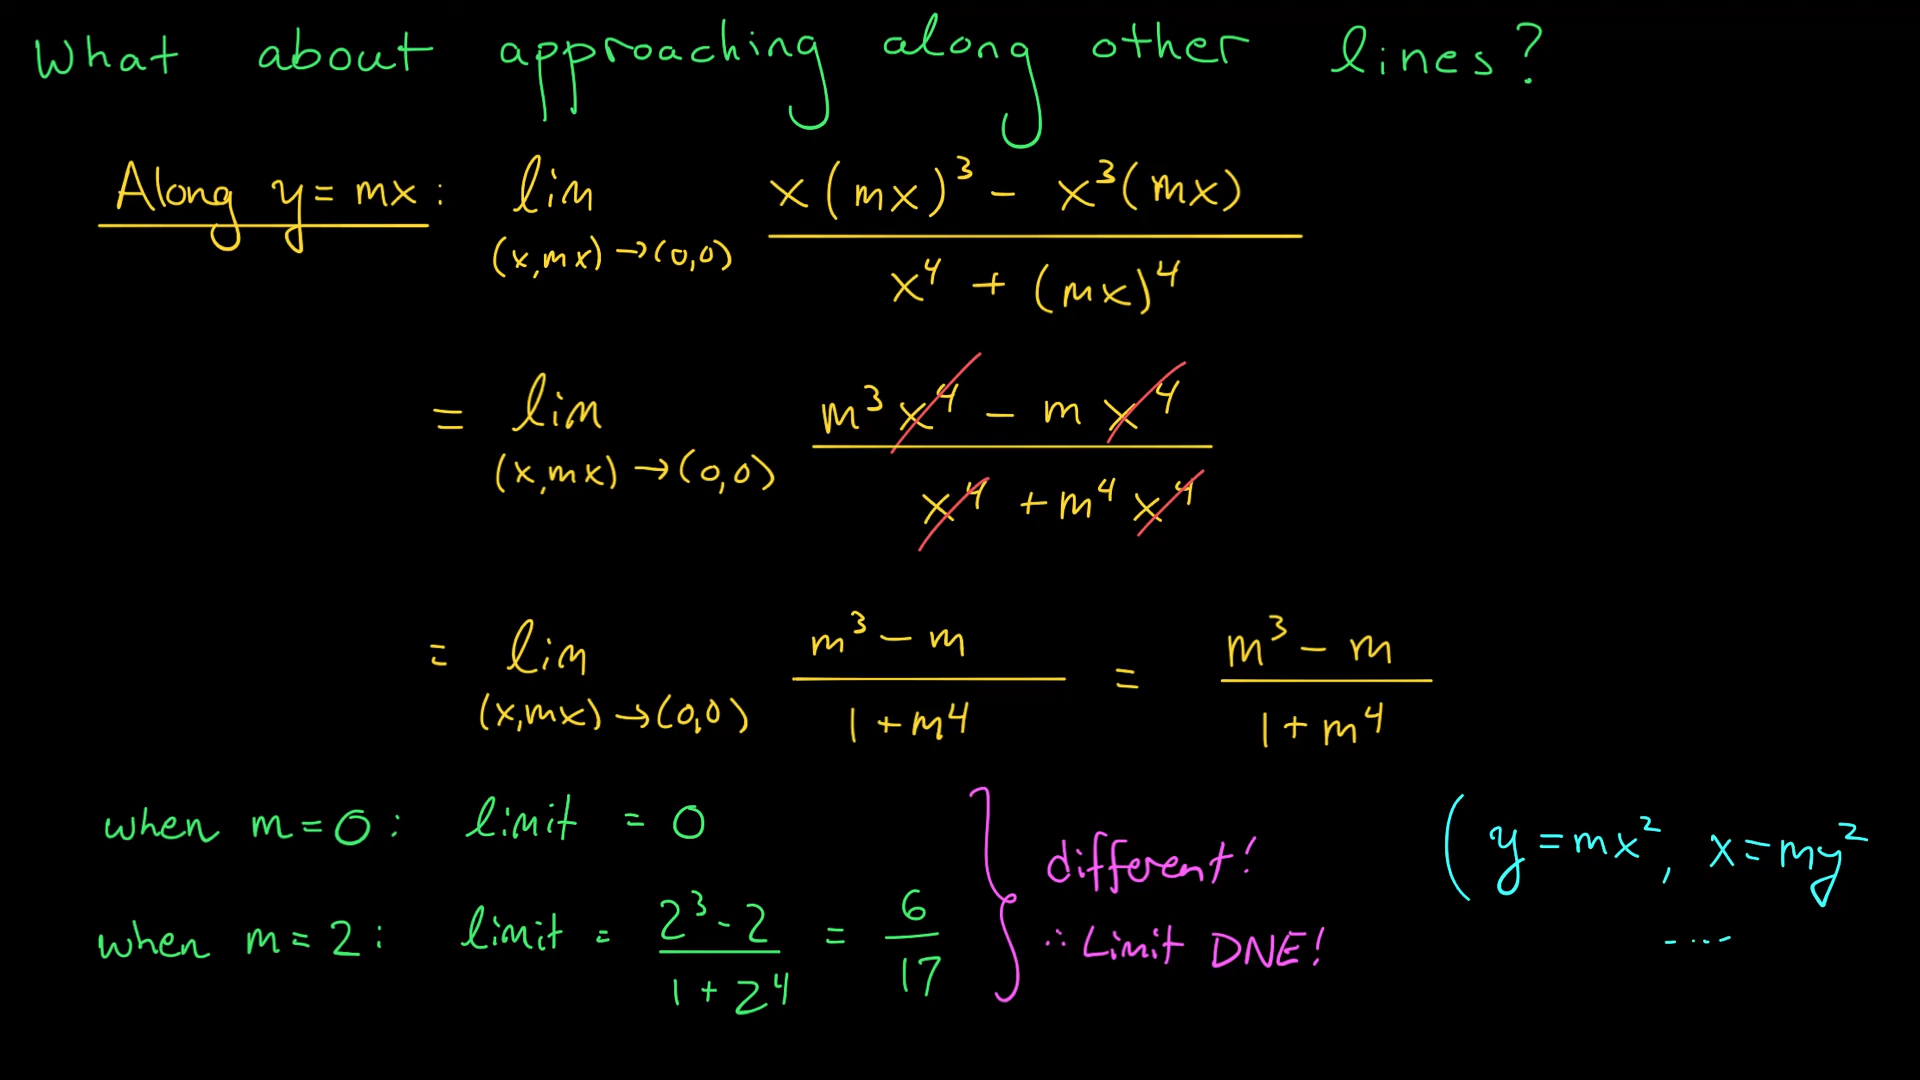 What about approaching along other lines?
Along y = mx: lim (x,mx)→(0,0) x(mx)³ - x³(mx) / x⁴ + (mx)⁴
= lim (x,mx)→(0,0) m³x⁴ - mx⁴ / x⁴ + m⁴x⁴
= lim (x,mx)→(0,0) m³ - m / 1 + m⁴ = m³ - m / 1 + m⁴
when m = 0: limit = 0
when m = 2: limit = 2³ - 2 / 1 + 2⁴ = 6 / 17
different!
∴ Limit DNE!
(y = mx², x = my²
....